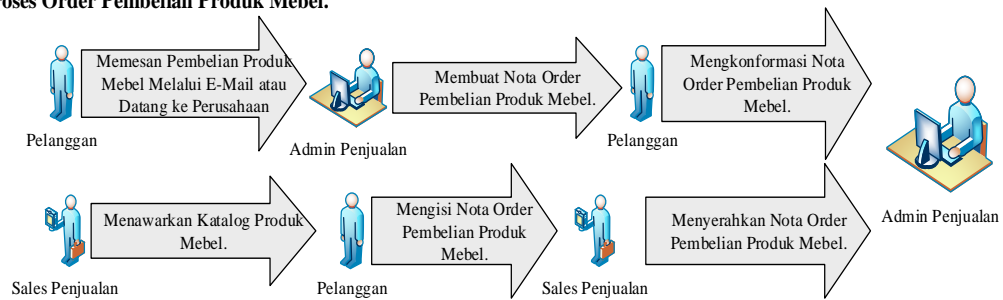 roses Order Pembelian Produk Mebel.
Memesan Pembelian Produk
Mebel Melalui E-Mail atau
Datang ke Perusahaan
Pelanggan
Admin Penjualan
Membuat Nota Order
Pembelian Produk Mebel.
Pelanggan
Mengkonformasi Nota
Order Pembelian Produk
Mebel.
Admin Penjualan
Menawarkan Katalog Produk
Mebel.
Sales Penjualan
Pelanggan
Mengisi Nota Order
Pembelian Produk
Mebel.
Sales Penjualan
Menyerahkan Nota Order
Pembelian Produk Mebel.